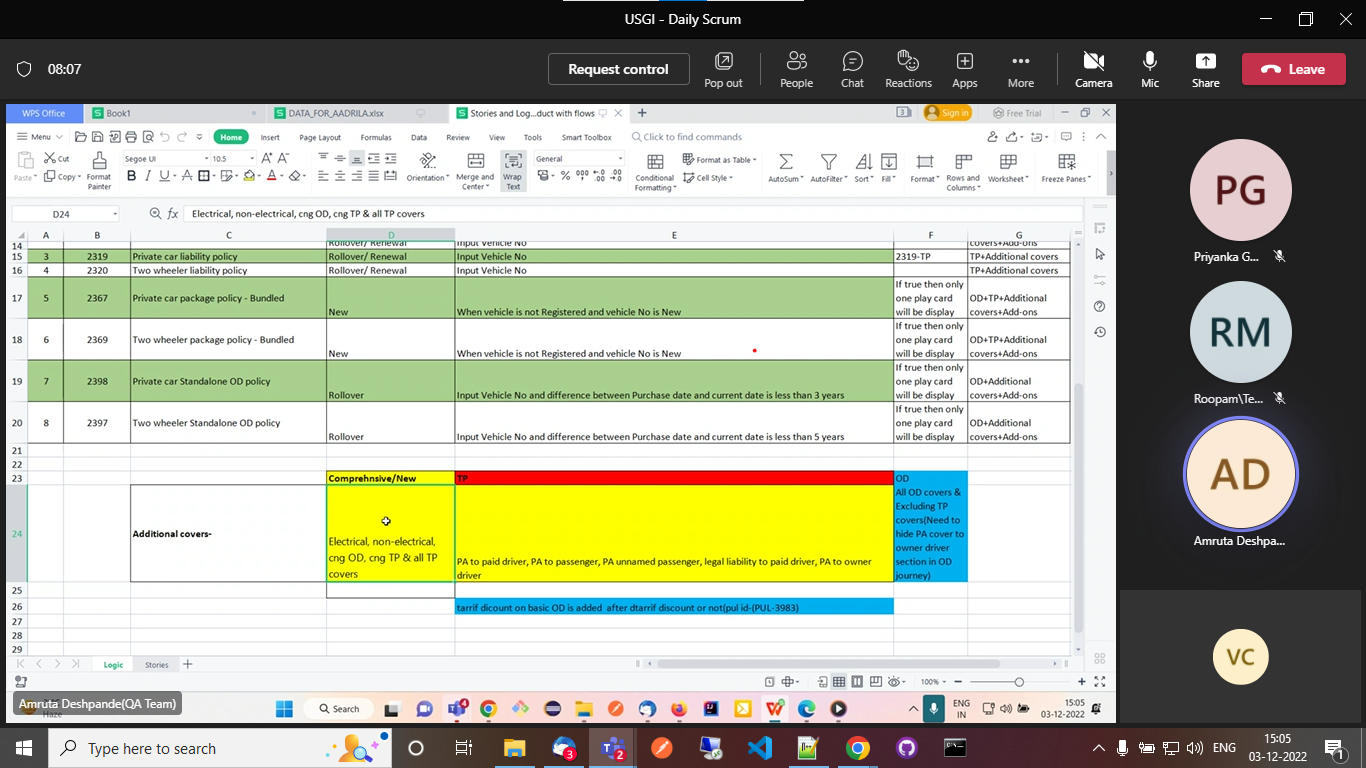 USGI - Daily Scrum
08:07
Request control
Pop out
People
Chat
Reactions
Apps
More
Camera
Mic
Share
Leave
WPS Office
Book1
DATA_FOR_AADRILA.xlsx
Stories and Log...duct with flows
Sign in
Free Trial
Menu
Home
Insert
Page Layout
Formulas
Data
Review
View
Tools
Smart Toolbox
Click to find commands
Paste
Cut
Copy
Format Painter
Segoe UI
10.5
Orientation
Merge and Center
Wrap Text
General
Conditional Formatting
Format as Table
Cell Style
AutoSum
AutoFilter
Sort
Fill
Format
Rows and Columns
Worksheet
Freeze Panes
D24
Electrical, non-electrical, cng OD, cng TP & all TP covers
A B C D E F G
14 Rollover/ Renewal Input Vehicle No covers+Add-ons
15 3 2319 Private car liability policy Rollover/ Renewal Input Vehicle No 2319-TP TP+Additional covers
16 4 2320 Two wheeler liability policy Rollover/ Renewal Input Vehicle No TP+Additional covers
17 5 2367 Private car package policy - Bundled New When vehicle is not Registered and vehicle No is New If true then only one play card will be display OD+TP+Additional covers+Add-ons
18 6 2369 Two wheeler package policy - Bundled New When vehicle is not Registered and vehicle No is New If true then only one play card will be display OD+TP+Additional covers+Add-ons
19 7 2398 Private car Standalone OD policy Rollover Input Vehicle No and difference between Purchase date and current date is less than 3 years If true then only one play card will be display OD+Additional covers+Add-ons
20 8 2397 Two wheeler Standalone OD policy Rollover Input Vehicle No and difference between Purchase date and current date is less than 5 years If true then only one play card will be display OD+Additional covers+Add-ons
21
22
23 Comprehnsive/New TP OD
24 Additional covers- Electrical, non-electrical, cng OD, cng TP & all TP covers PA to paid driver, PA to passenger, PA unnamed passenger, legal liability to paid driver, PA to owner driver All OD covers & Excluding TP covers(Need to hide PA cover to owner driver section in OD journey)
25
26 tarrif dicount on basic OD is added after dtarrif discount or not(pul id-(PUL-3983)
27
28
29
Logic
Stories
100%
Amruta Deshpande(QA Team)
Haze
Search
ENG
IN
15:05
03-12-2022
PG
Priyanka G...
RM
Roopam\Te...
AD
Amruta Deshpa...
VC
Type here to search
3
2
ENG
15:05
03-12-2022
1